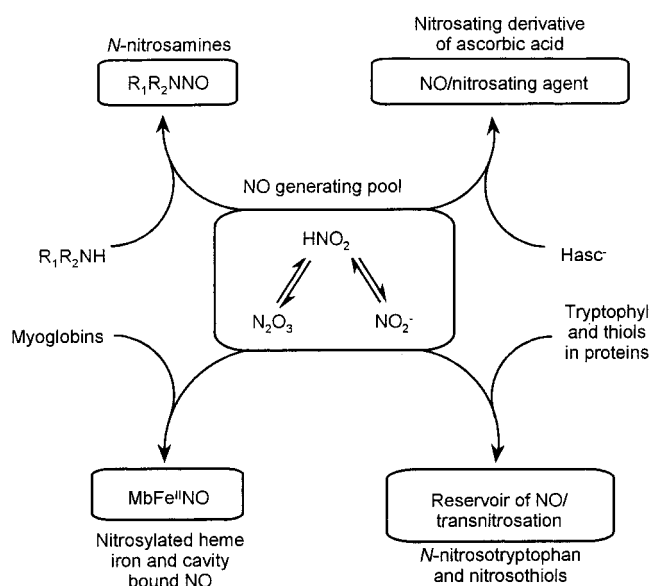 N-nitrosamines
R₁R₂NNO
Nitrosating derivative
of ascorbic acid
NO/nitrosating agent
NO generating pool
HNO₂
N₂O₃
NO₂⁻
R₁R₂NH
Hasc⁻
Myoglobins
Tryptophyl
and thiols
in proteins
MbFeᴵᴵNO
Nitrosylated heme
iron and cavity
bound NO
Reservoir of NO/
transnitrosation
N-nitrosotryptophan
and nitrosothiols